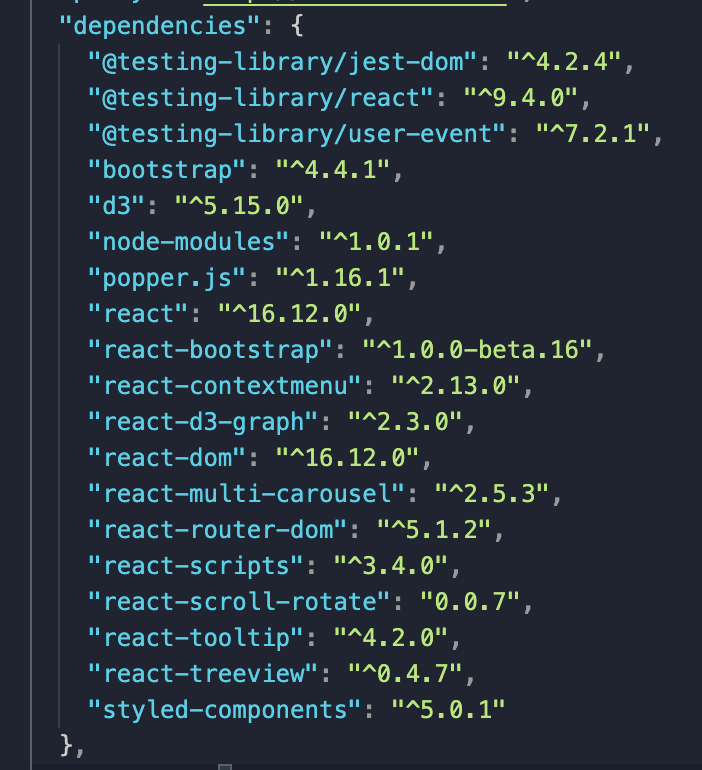 "dependencies": {
"@testing-library/jest-dom": "^4.2.4",
"@testing-library/react": "^9.4.0",
"@testing-library/user-event": "^7.2.1",
"bootstrap": "^4.4.1",
"d3": "^5.15.0",
"node-modules": "^1.0.1",
"popper.js": "^1.16.1",
"react": "^16.12.0",
"react-bootstrap": "^1.0.0-beta.16",
"react-contextmenu": "^2.13.0",
"react-d3-graph": "^2.3.0",
"react-dom": "^16.12.0",
"react-multi-carousel": "^2.5.3",
"react-router-dom": "^5.1.2",
"react-scripts": "^3.4.0",
"react-scroll-rotate": "0.0.7",
"react-tooltip": "^4.2.0",
"react-treeview": "^0.4.7",
"styled-components": "^5.0.1"
},